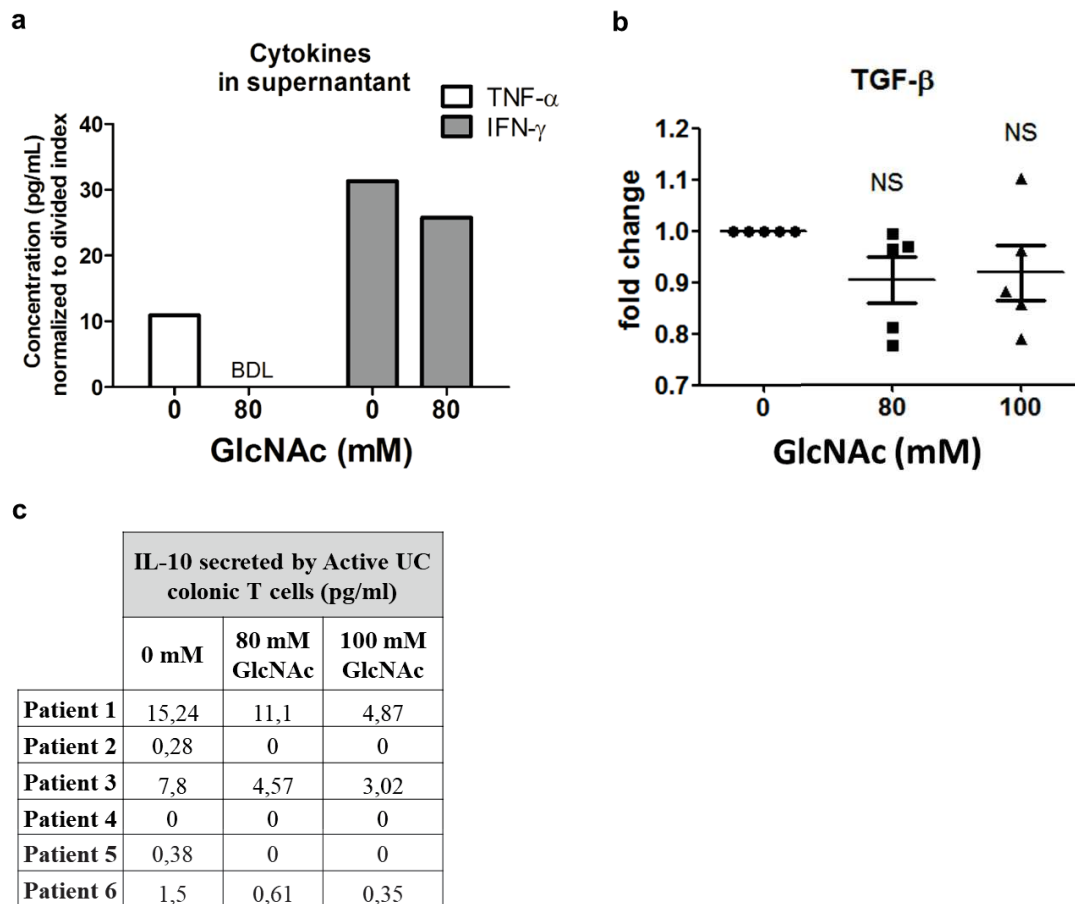 a
Cytokines
in supernantant
TNF-α
IFN-γ
Concentration (pg/mL)
normalized to divided index
40
30
20
10
0
BDL
0
80
0
80
GlcNAc (mM)
b
TGF-β
fold change
1.2
1.1
1.0
0.9
0.8
0.7
NS
NS
0
80
100
GlcNAc (mM)
c
IL-10 secreted by Active UC
colonic T cells (pg/ml)
0 mM
80 mM
GlcNAc
100 mM
GlcNAc
Patient 1 15,24 11,1 4,87
Patient 2 0,28 0 0
Patient 3 7,8 4,57 3,02
Patient 4 0 0 0
Patient 5 0,38 0 0
Patient 6 1,5 0,61 0,35